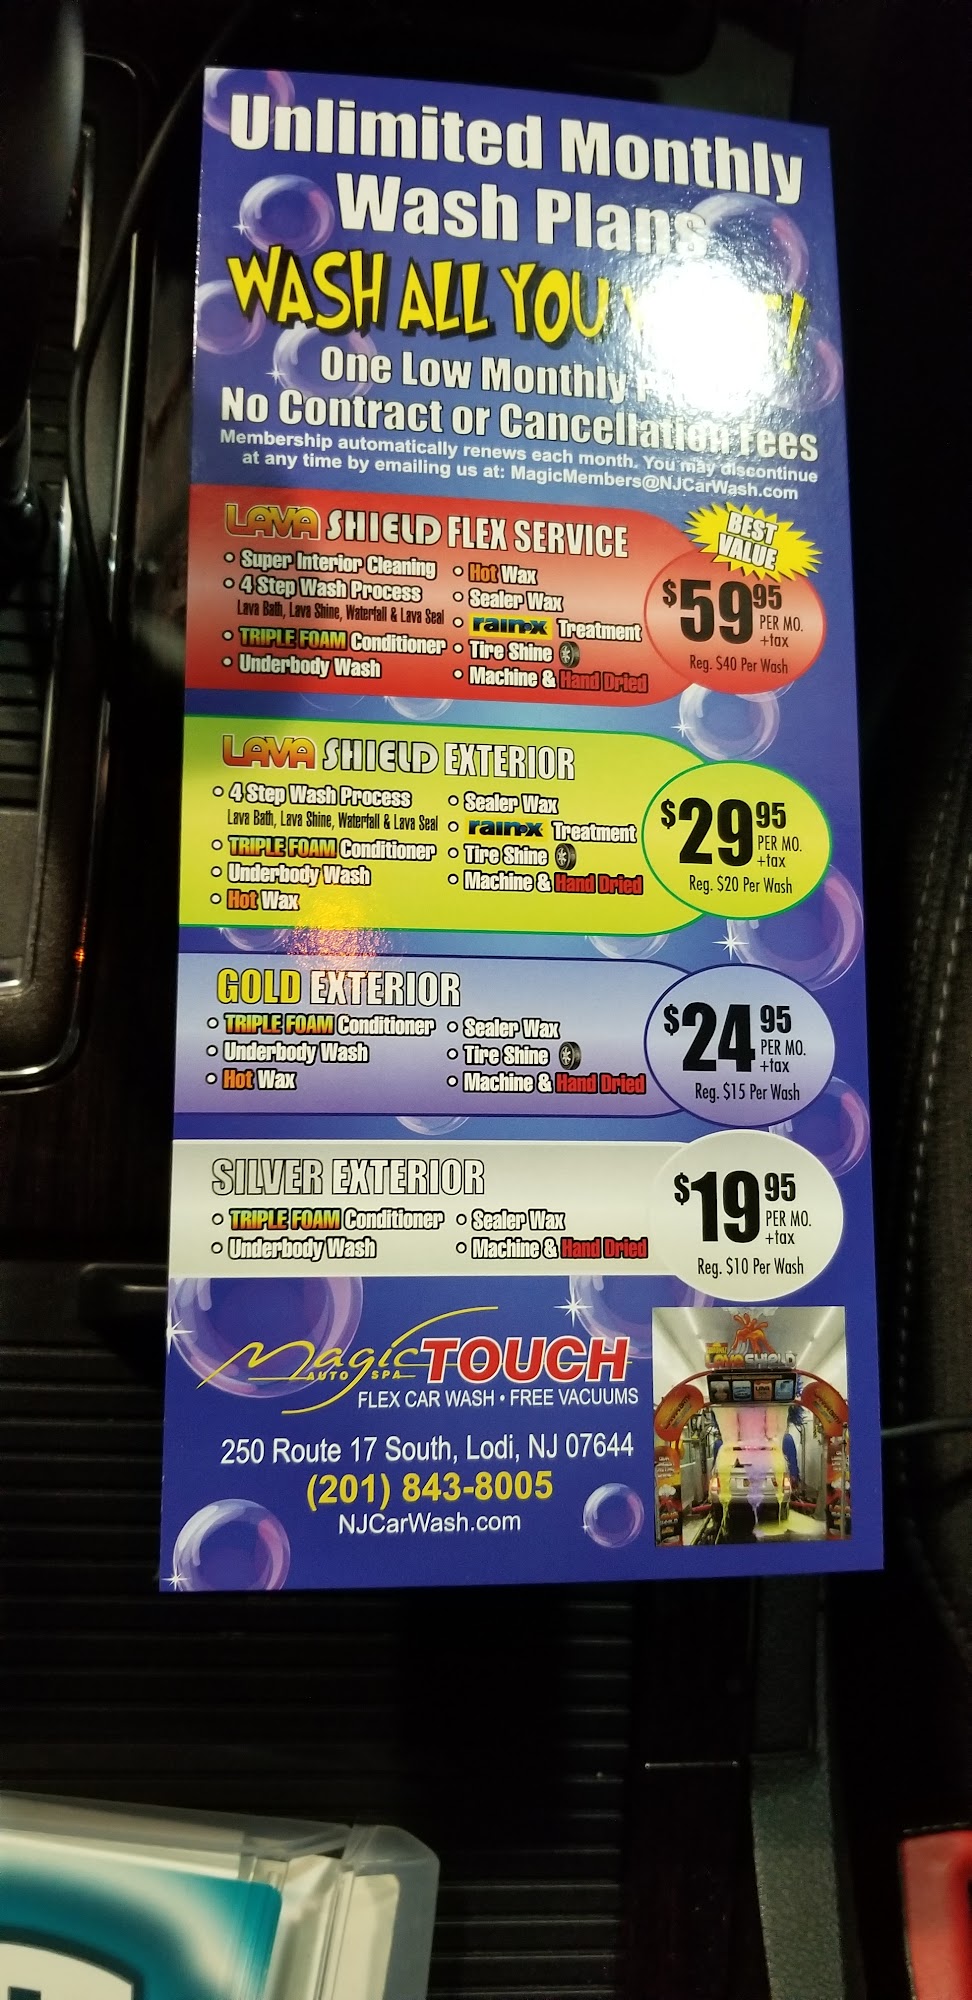 Unlimited Monthly
Wash Plans
WASH ALL YOU
One Low Monthly
No Contract or Cancellation Fees
Membership automatically renews each month. You may discontinue
at any time by emailing us at: MagicMembers@NJCarWash.com
LAVA SHIELD FLEX SERVICE
BEST
VALUE
• Super Interior Cleaning
• 4 Step Wash Process
Lava Bath, Lava Shine, Waterfall & Lava Seal
• TRIPLE FOAM Conditioner
• Underbody Wash
• Hot Wax
• Sealer Wax
• rain-x Treatment
• Tire Shine
• Machine & Hand Dried
$59.95
PER MO.
+tax
Reg. $40 Per Wash
LAVA SHIELD EXTERIOR
• 4 Step Wash Process
Lava Bath, Lava Shine, Waterfall & Lava Seal
• TRIPLE FOAM Conditioner
• Underbody Wash
• Hot Wax
• Sealer Wax
• rain-x Treatment
• Tire Shine
• Machine & Hand Dried
$29.95
PER MO.
+tax
Reg. $20 Per Wash
GOLD EXTERIOR
• TRIPLE FOAM Conditioner
• Underbody Wash
• Hot Wax
• Sealer Wax
• Tire Shine
• Machine & Hand Dried
$24.95
PER MO.
+tax
Reg. $15 Per Wash
SILVER EXTERIOR
• TRIPLE FOAM Conditioner
• Underbody Wash
• Sealer Wax
• Machine & Hand Dried
$19.95
PER MO.
+tax
Reg. $10 Per Wash
Magic TOUCH
AUTO SPA
FLEX CAR WASH • FREE VACUUMS
250 Route 17 South, Lodi, NJ 07644
(201) 843-8005
NJCarWash.com
LAVA SHIELD